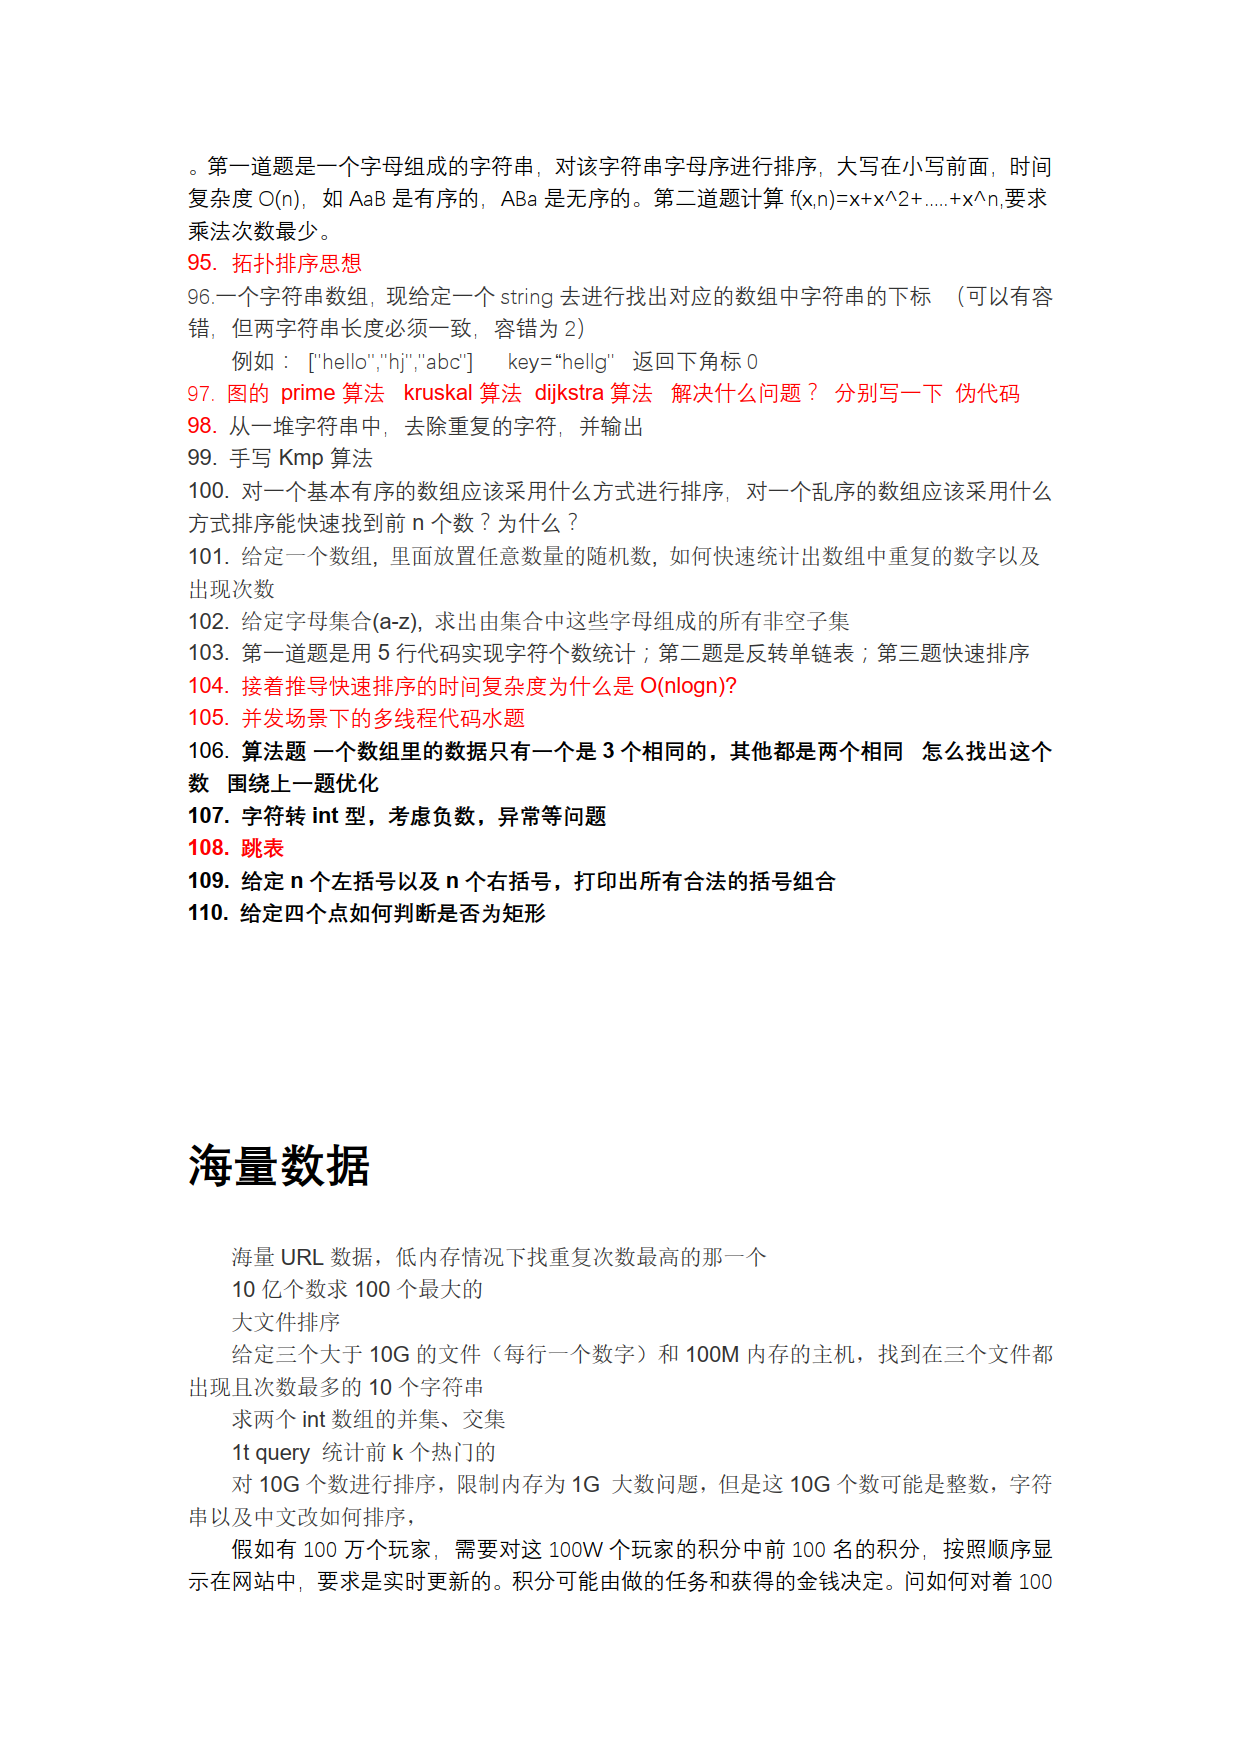 。第一道题是一个字母组成的字符串，对该字符串字母序进行排序，大写在小写前面，时间
复杂度 O(n)，如 AaB 是有序的，ABa 是无序的。第二道题计算 f(x,n)=x+x^2+.....+x^n,要求
乘法次数最少。
95. 拓扑排序思想
96.一个字符串数组，现给定一个 string 去进行找出对应的数组中字符串的下标 （可以有容
错，但两字符串长度必须一致，容错为 2）
例如： ["hello","hj","abc"] key=“hellg" 返回下角标 0
97. 图的 prime 算法 kruskal 算法 dijkstra 算法 解决什么问题？ 分别写一下 伪代码
98. 从一堆字符串中，去除重复的字符，并输出
99. 手写 Kmp 算法
100. 对一个基本有序的数组应该采用什么方式进行排序，对一个乱序的数组应该采用什么
方式排序能快速找到前 n 个数？为什么？
101. 给定一个数组, 里面放置任意数量的随机数, 如何快速统计出数组中重复的数字以及
出现次数
102. 给定字母集合(a-z), 求出由集合中这些字母组成的所有非空子集
103. 第一道题是用 5 行代码实现字符个数统计；第二题是反转单链表；第三题快速排序
104. 接着推导快速排序的时间复杂度为什么是 O(nlogn)?
105. 并发场景下的多线程代码水题
106. 算法题 一个数组里的数据只有一个是 3 个相同的，其他都是两个相同 怎么找出这个
数 围绕上一题优化
107. 字符转 int 型，考虑负数，异常等问题
108. 跳表
109. 给定 n 个左括号以及 n 个右括号，打印出所有合法的括号组合
110. 给定四个点如何判断是否为矩形
海量数据
海量 URL 数据，低内存情况下找重复次数最高的那一个
10 亿个数求 100 个最大的
大文件排序
给定三个大于 10G 的文件（每行一个数字）和 100M 内存的主机，找到在三个文件都
出现且次数最多的 10 个字符串
求两个 int 数组的并集、交集
1t query 统计前 k 个热门的
对 10G 个数进行排序，限制内存为 1G 大数问题，但是这 10G 个数可能是整数，字符
串以及中文改如何排序，
假如有 100 万个玩家，需要对这 100W 个玩家的积分中前 100 名的积分，按照顺序显
示在网站中，要求是实时更新的。积分可能由做的任务和获得的金钱决定。问如何对着 100